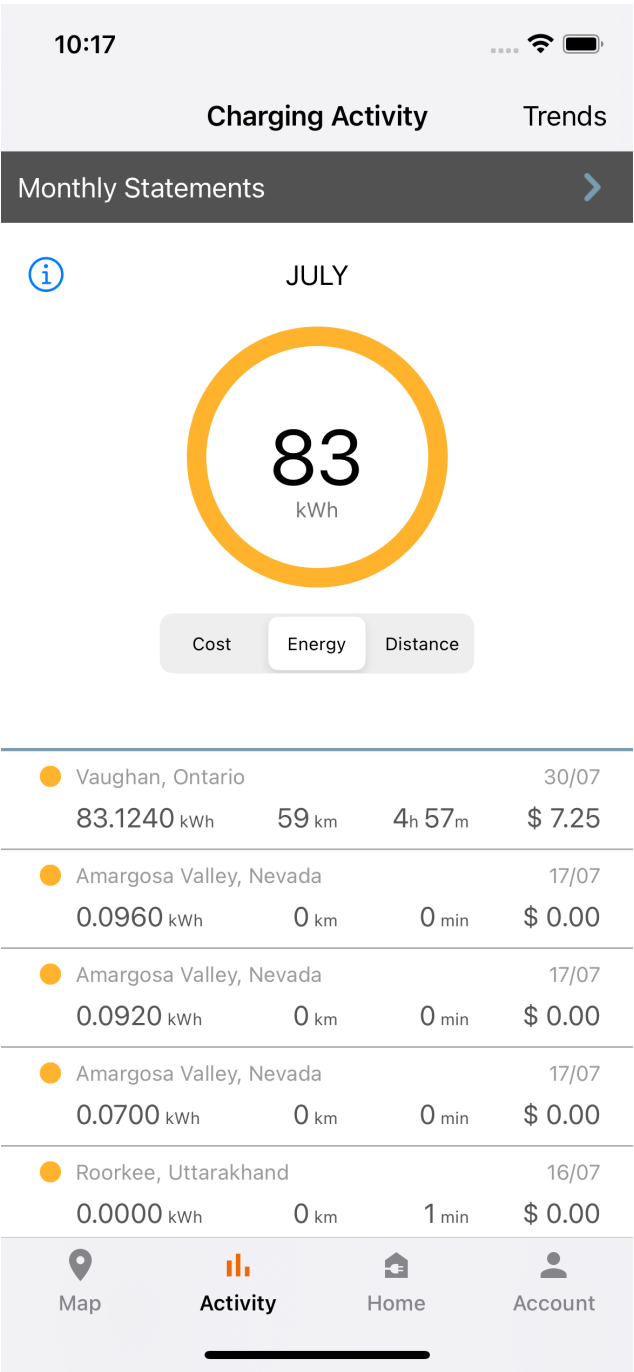 10:17
Charging Activity Trends
Monthly Statements
JULY
83
kWh
Cost Energy Distance
Vaughan, Ontario 30/07
83.1240 kWh 59 km 4h 57m $ 7.25
Amargosa Valley, Nevada 17/07
0.0960 kWh 0 km 0 min $ 0.00
Amargosa Valley, Nevada 17/07
0.0920 kWh 0 km 0 min $ 0.00
Amargosa Valley, Nevada 17/07
0.0700 kWh 0 km 0 min $ 0.00
Roorkee, Uttarakhand 16/07
0.0000 kWh 0 km 1 min $ 0.00
Map Activity Home Account